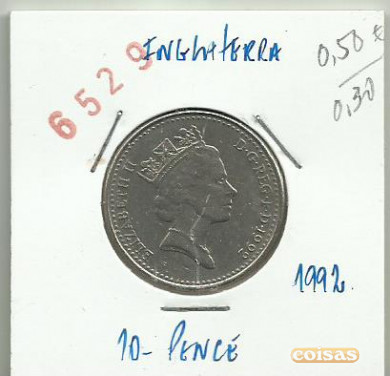 INGLATERRA
0,50 €
0,30
6529
ELIZABETH II D·G·REG·F·D·1992
1992.
10 - PENCE
coisas